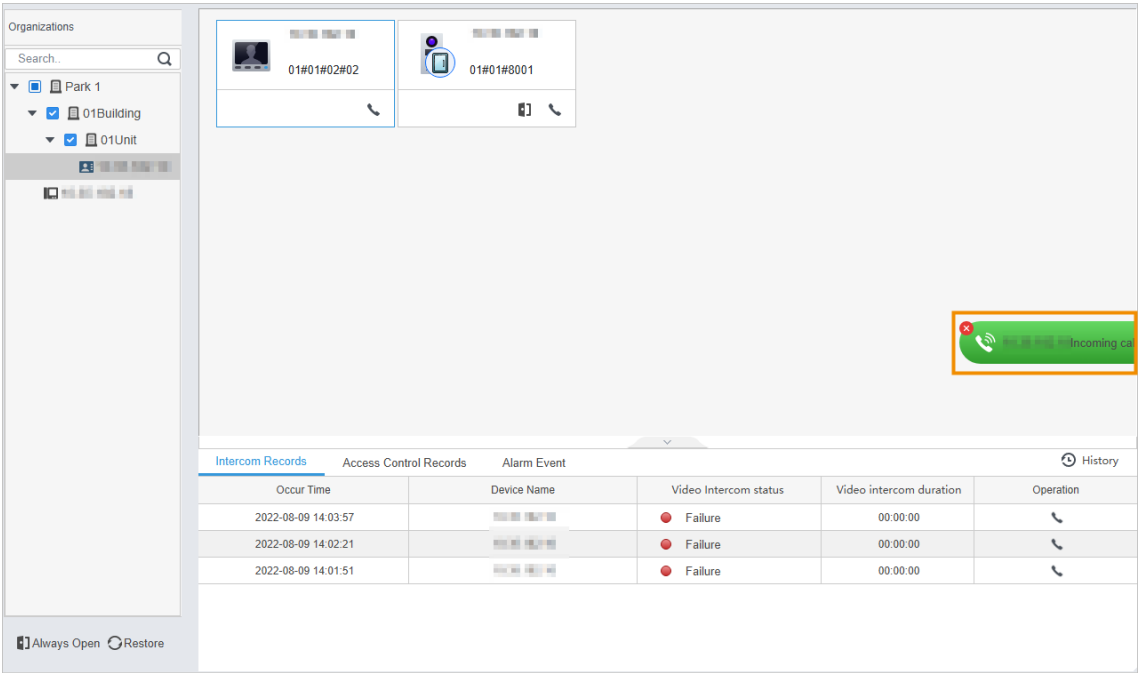 Organizations
Search..
Park 1
01Building
01Unit
Always Open Restore
01#01#02#02
01#01#8001
Incoming cal
Intercom Records Access Control Records Alarm Event History
Occur Time Device Name Video Intercom status Video intercom duration Operation
2022-08-09 14:03:57 Failure 00:00:00
2022-08-09 14:02:21 Failure 00:00:00
2022-08-09 14:01:51 Failure 00:00:00